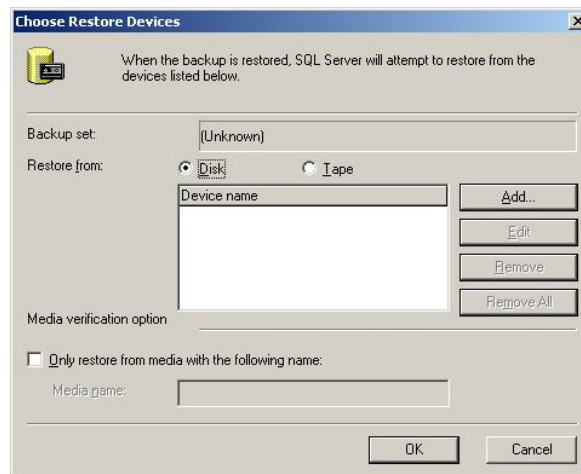 Choose Restore Devices
When the backup is restored, SQL Server will attempt to restore from the
devices listed below.
Backup set:
(Unknown)
Restore from:
Disk
Tape
Device name
Add...
Edit
Remove
Remove All
Media verification option
Only restore from media with the following name:
Media name:
OK
Cancel